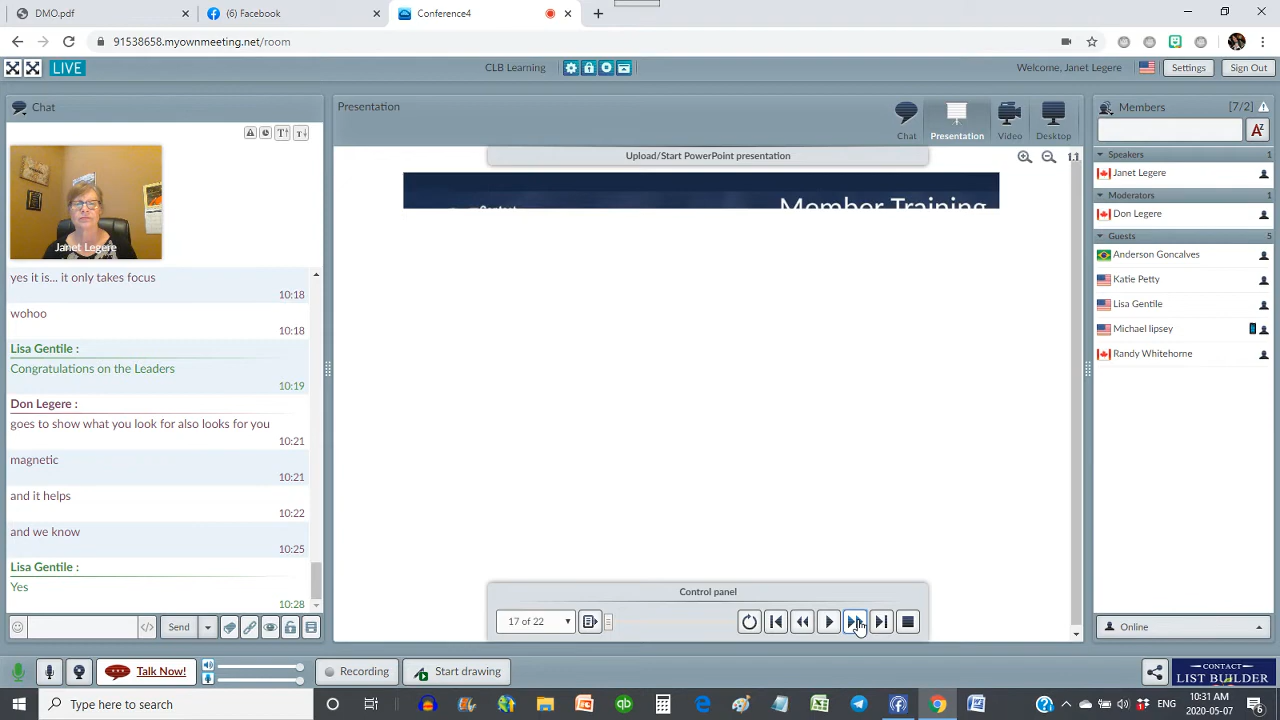 DMO.pdf
(2) Facebook
Conference4
91538658.myownmeeting.net/room
LIVE
CLB Learning
Welcome, Janet Legere
Settings
Sign Out
Chat
Janet Legere
yes it is... it only takes focus
10:18
wohoo
10:18
Lisa Gentile :
Congratulations on the Leaders
10:19
Don Legere :
goes to show what you look for also looks for you
10:21
magnetic
10:21
and it helps
10:22
and we know
10:25
Lisa Gentile :
Yes
10:28
Send
Presentation
Chat
Presentation
Video
Desktop
Upload/Start PowerPoint presentation
1:1
Contact
Member Training
Control panel
17 of 22
Members
[7/2]
Speakers 1
Janet Legere
Moderators 1
Don Legere
Guests 5
Anderson Goncalves
Katie Petty
Lisa Gentile
Michael lipsey
Randy Whitehorne
Online
Talk Now!
Recording
Start drawing
CONTACT
LIST BUILDER
Type here to search
10:31 AM
2020-05-07